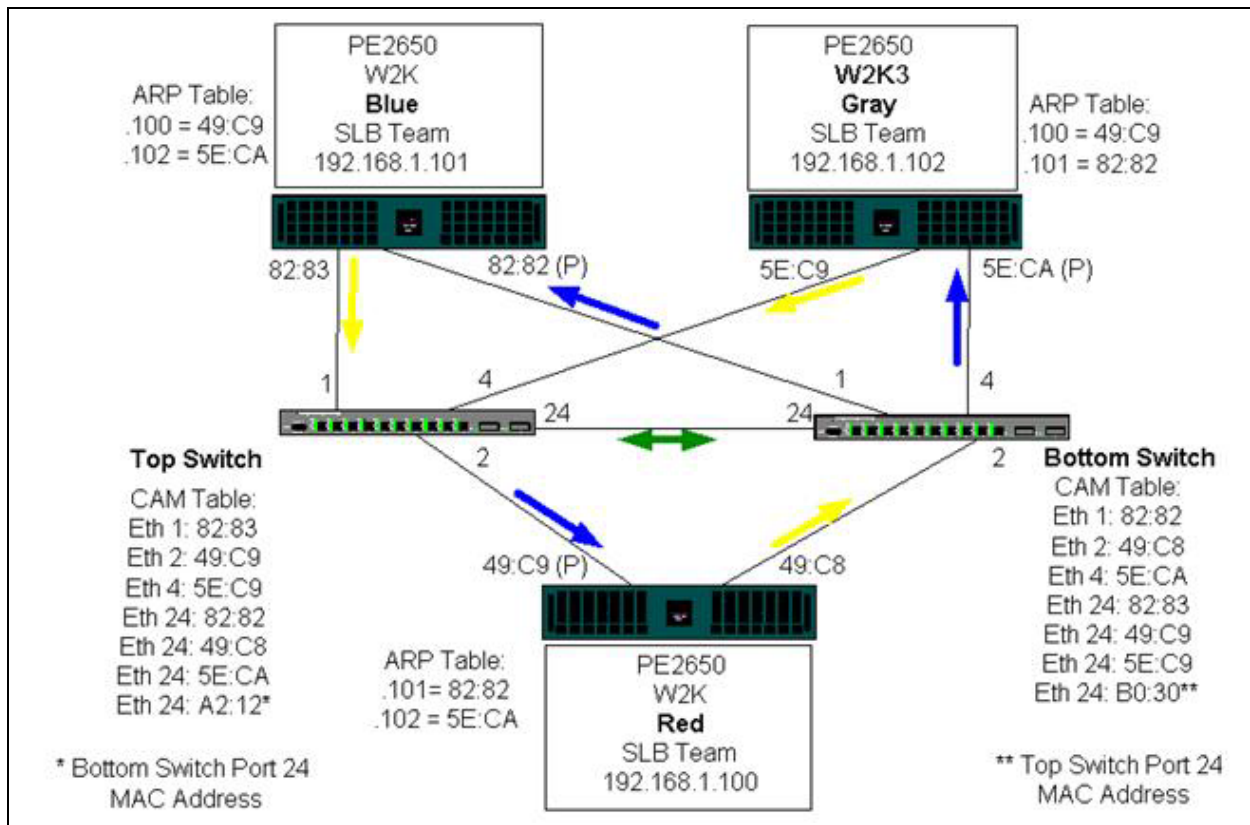 PE2650
W2K
Blue
SLB Team
192.168.1.101
ARP Table:
.100 = 49:C9
.102 = 5E:CA
PE2650
W2K3
Gray
SLB Team
192.168.1.102
ARP Table:
.100 = 49:C9
.101 = 82:82
82:83
82:82 (P)
5E:C9
5E:CA (P)
1
4
1
4
24
24
2
2
Top Switch
CAM Table:
Eth 1: 82:83
Eth 2: 49:C9
Eth 4: 5E:C9
Eth 24: 82:82
Eth 24: 49:C8
Eth 24: 5E:CA
Eth 24: A2:12*
* Bottom Switch Port 24
MAC Address
Bottom Switch
CAM Table:
Eth 1: 82:82
Eth 2: 49:C8
Eth 4: 5E:CA
Eth 24: 82:83
Eth 24: 49:C9
Eth 24: 5E:C9
Eth 24: B0:30**
** Top Switch Port 24
MAC Address
49:C9 (P)
49:C8
ARP Table:
.101= 82:82
.102 = 5E:CA
PE2650
W2K
Red
SLB Team
192.168.1.100